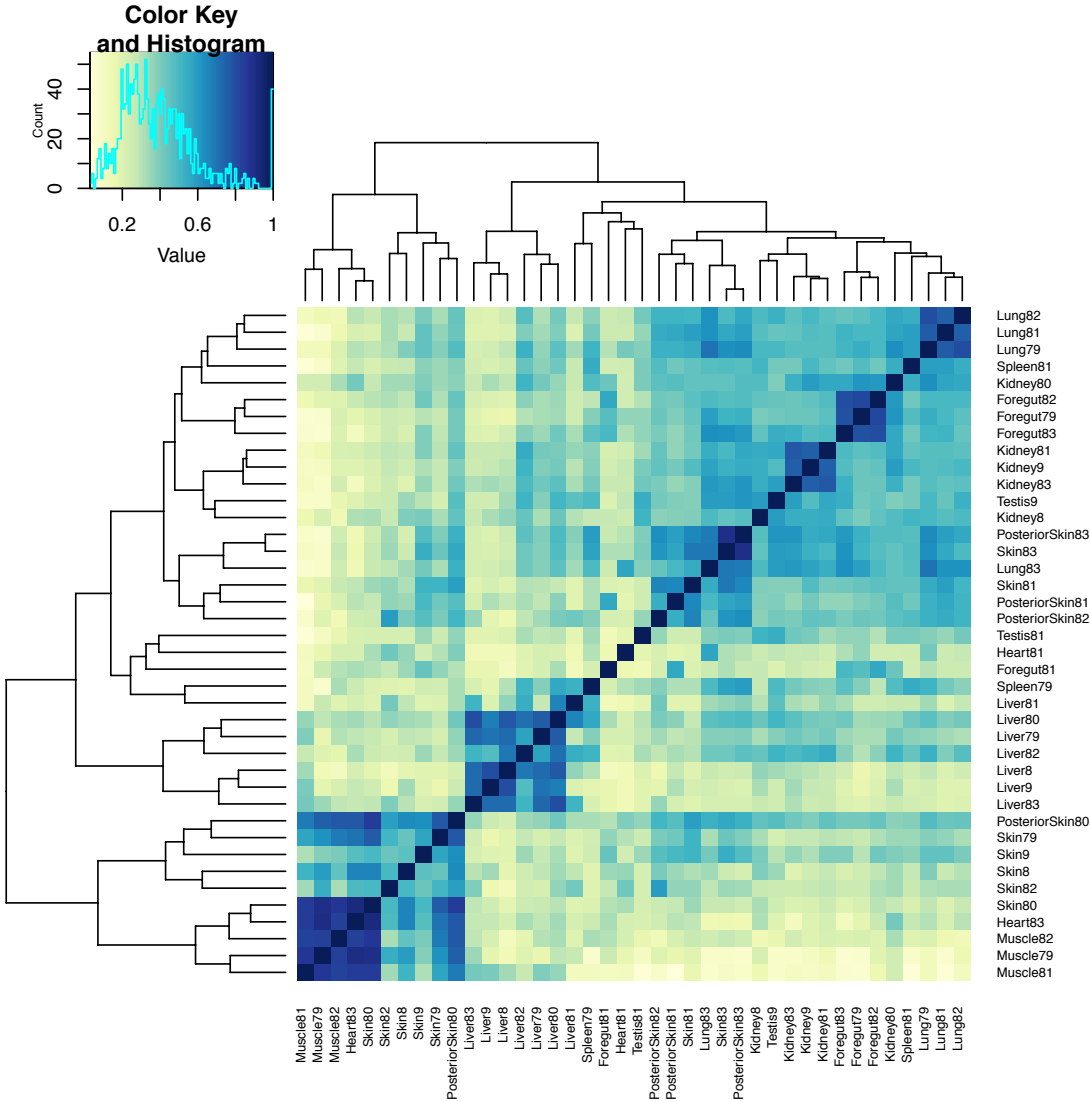 Color Key
and Histogram
Count
0
20
40
0.2
0.6
1
Value
Lung82
Lung81
Lung79
Spleen81
Kidney80
Foregut82
Foregut79
Foregut83
Kidney81
Kidney9
Kidney83
Testis9
Kidney8
PosteriorSkin83
Skin83
Lung83
Skin81
PosteriorSkin81
PosteriorSkin82
Testis81
Heart81
Foregut81
Spleen79
Liver81
Liver80
Liver79
Liver82
Liver8
Liver9
Liver83
PosteriorSkin80
Skin79
Skin9
Skin8
Skin82
Skin80
Heart83
Muscle82
Muscle79
Muscle81
Muscle81
Muscle79
Muscle82
Heart83
Skin80
Skin82
Skin8
Skin9
Skin79
PosteriorSkin80
Liver83
Liver9
Liver8
Liver82
Liver79
Liver80
Liver81
Spleen79
Foregut81
Heart81
Testis81
PosteriorSkin82
PosteriorSkin81
Skin81
Lung83
Skin83
PosteriorSkin83
Kidney8
Testis9
Kidney83
Kidney9
Kidney81
Foregut83
Foregut79
Foregut82
Kidney80
Spleen81
Lung79
Lung81
Lung82